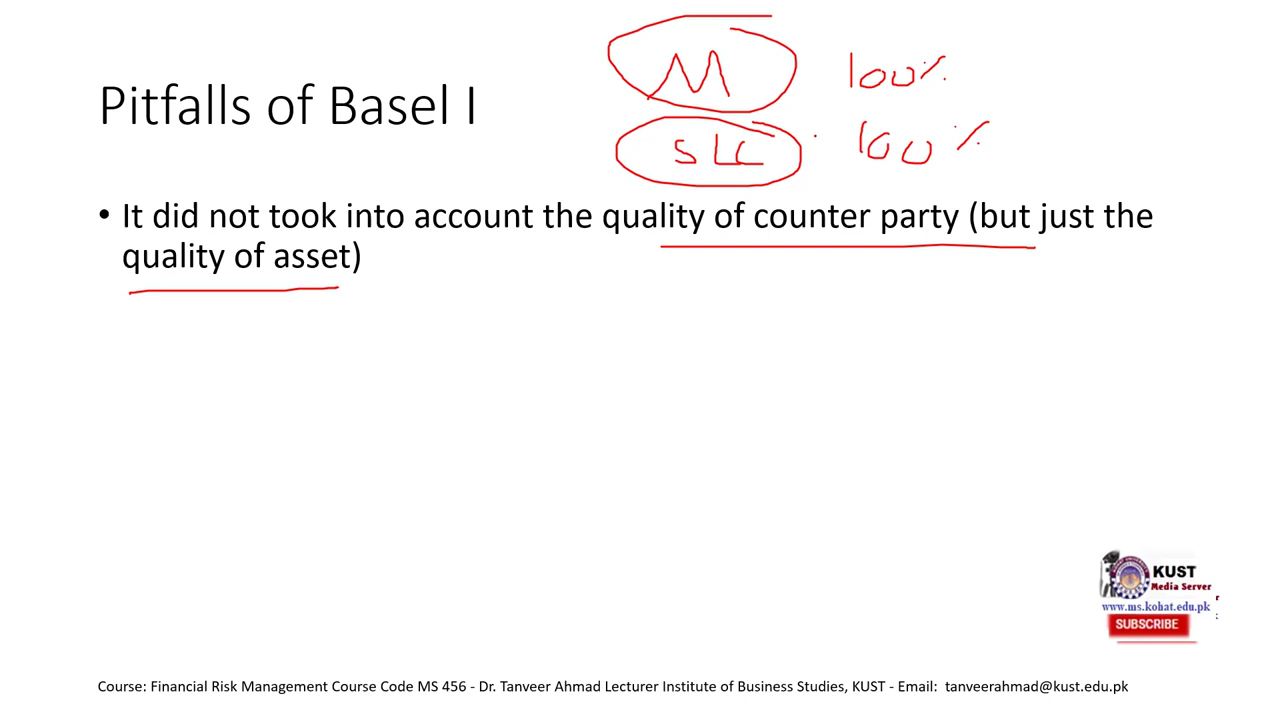 M 100%
Pitfalls of Basel I
SLC 100%
• It did not took into account the quality of counter party (but just the
quality of asset)
KUST
Media Server
www.ms.kohat.edu.pk
SUBSCRIBE
Course: Financial Risk Management Course Code MS 456 - Dr. Tanveer Ahmad Lecturer Institute of Business Studies, KUST - Email: tanveerahmad@kust.edu.pk